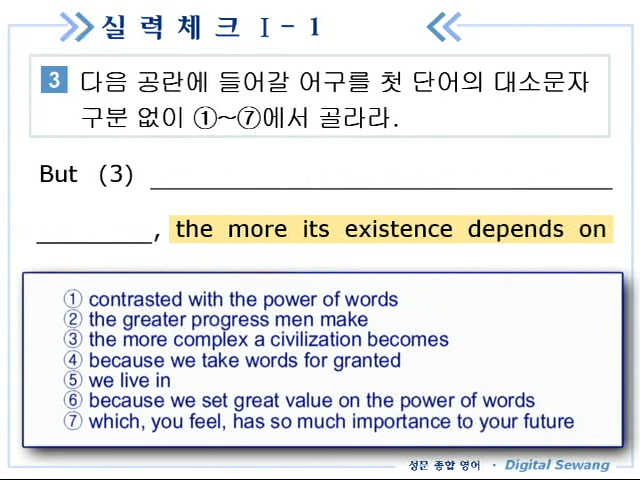 실 력 체 크 I - 1
3 다음 공란에 들어갈 어구를 첫 단어의 대소문자
구분 없이 ①~⑦에서 골라라.
But (3) ____________________
__________, the more its existence depends on
① contrasted with the power of words
② the greater progress men make
③ the more complex a civilization becomes
④ because we take words for granted
⑤ we live in
⑥ because we set great value on the power of words
⑦ which, you feel, has so much importance to your future
성문 종합 영어 · Digital Sewang